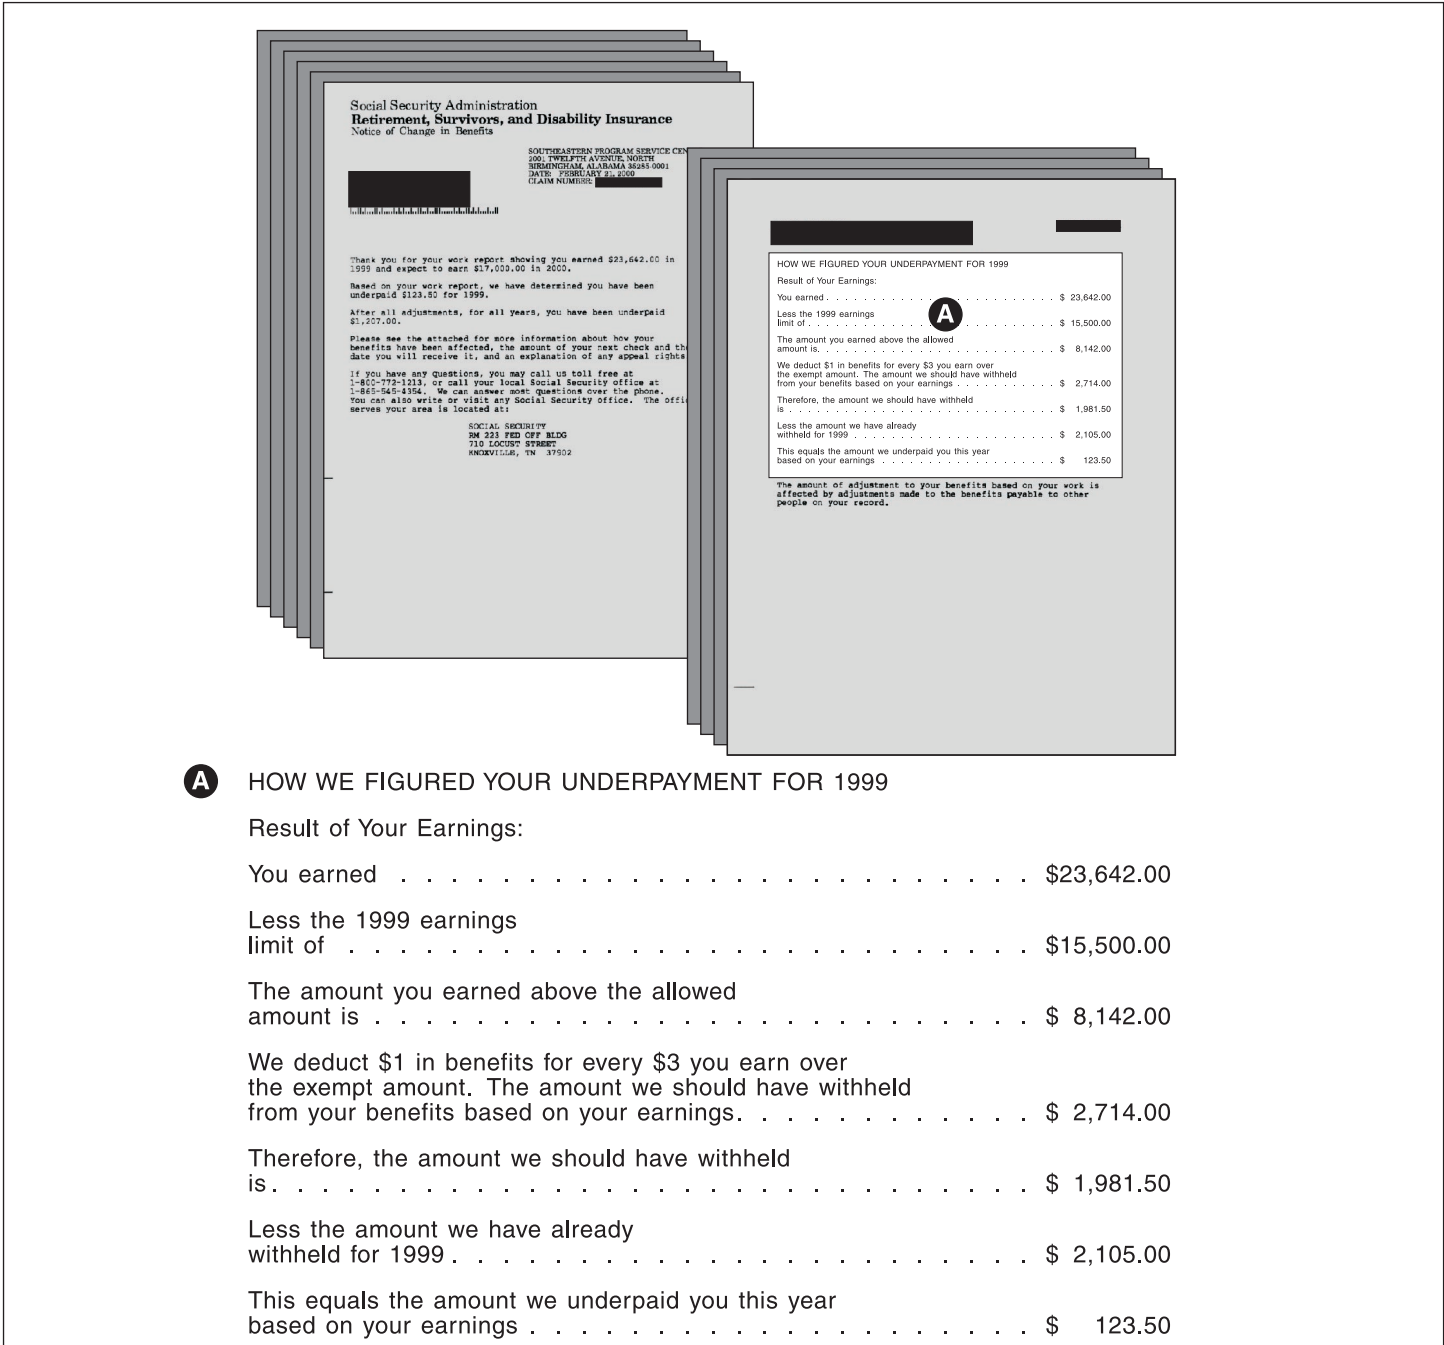 Social Security Administration
Retirement, Survivors, and Disability Insurance
Notice of Change in Benefits
SOUTHEASTERN PROGRAM SERVICE CEN
2001 TWELFTH AVENUE, NORTH
BIRMINGHAM, ALABAMA 35285-0001
DATE: FEBRUARY 21, 2000
CLAIM NUMBER:
Thank you for your work report showing you earned $23,642.00 in
1999 and expect to earn $17,000.00 in 2000.
Based on your work report, we have determined you have been
underpaid $123.50 for 1999.
After all adjustments, for all years, you have been underpaid
$1,207.00.
Please see the attached for more information about how your
benefits have been affected, the amount of your next check and th
date you will receive it, and an explanation of any appeal rights
If you have any questions, you may call us toll free at
1-800-772-1213, or call your local Social Security office at
1-865-545-4354. We can answer most questions over the phone.
You can also write or visit any Social Security office. The offi
serves your area is located at:
SOCIAL SECURITY
RM 223 FED OFF BLDG
710 LOCUST STREET
KNOXVILLE, TN 37902
HOW WE FIGURED YOUR UNDERPAYMENT FOR 1999
Result of Your Earnings:
You earned . . . . . . . . . . . . . . . . . . . . . . . . $ 23,642.00
Less the 1999 earnings
limit of . . . . . . . . . . . . . . . . . . . . . . . . . . $ 15,500.00
A
The amount you earned above the allowed
amount is. . . . . . . . . . . . . . . . . . . . . . . . . $ 8,142.00
We deduct $1 in benefits for every $3 you earn over
the exempt amount. The amount we should have withheld
from your benefits based on your earnings . . . . . . . . . . . $ 2,714.00
Therefore, the amount we should have withheld
is . . . . . . . . . . . . . . . . . . . . . . . . . . . . $ 1,981.50
Less the amount we have already
withheld for 1999 . . . . . . . . . . . . . . . . . . . . . $ 2,105.00
This equals the amount we underpaid you this year
based on your earnings . . . . . . . . . . . . . . . . . . . $ 123.50
The amount of adjustment to your benefits based on your work is
affected by adjustments made to the benefits payable to other
people on your record.
A HOW WE FIGURED YOUR UNDERPAYMENT FOR 1999
Result of Your Earnings:
You earned . . . . . . . . . . . . . . . . . . . . . . . . . $23,642.00
Less the 1999 earnings
limit of . . . . . . . . . . . . . . . . . . . . . . . . . . . $15,500.00
The amount you earned above the allowed
amount is . . . . . . . . . . . . . . . . . . . . . . . . . . $ 8,142.00
We deduct $1 in benefits for every $3 you earn over
the exempt amount. The amount we should have withheld
from your benefits based on your earnings. . . . . . . . . . . . $ 2,714.00
Therefore, the amount we should have withheld
is. . . . . . . . . . . . . . . . . . . . . . . . . . . . . . $ 1,981.50
Less the amount we have already
withheld for 1999 . . . . . . . . . . . . . . . . . . . . . . . $ 2,105.00
This equals the amount we underpaid you this year
based on your earnings . . . . . . . . . . . . . . . . . . . . $ 123.50